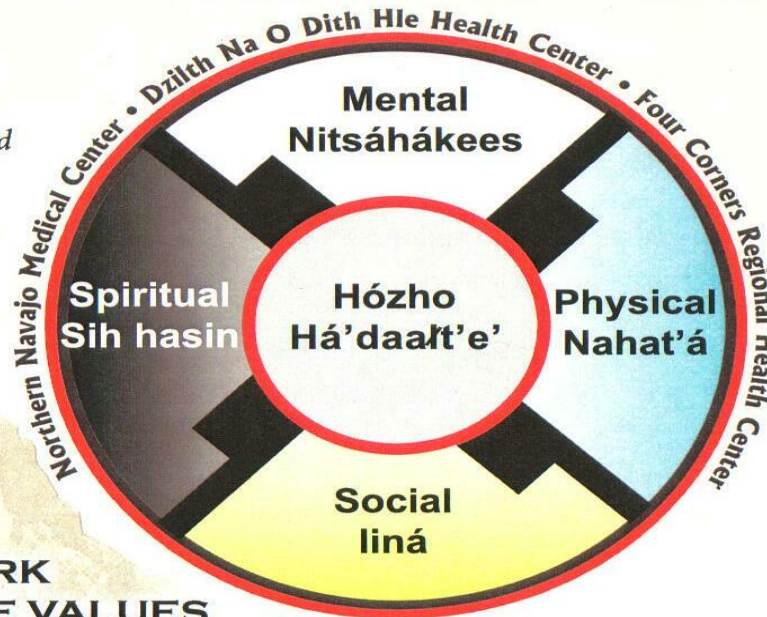 Northern Navajo Medical Center • Dzilth Na O Dith Hle Health Center • Four Corners Regional Health Center
Mental
Nitsáhákees
Spiritual
Sih hasin
Hózho
Há’daałt’e’
Physical
Nahat’á
Social
Iiná
VALUES